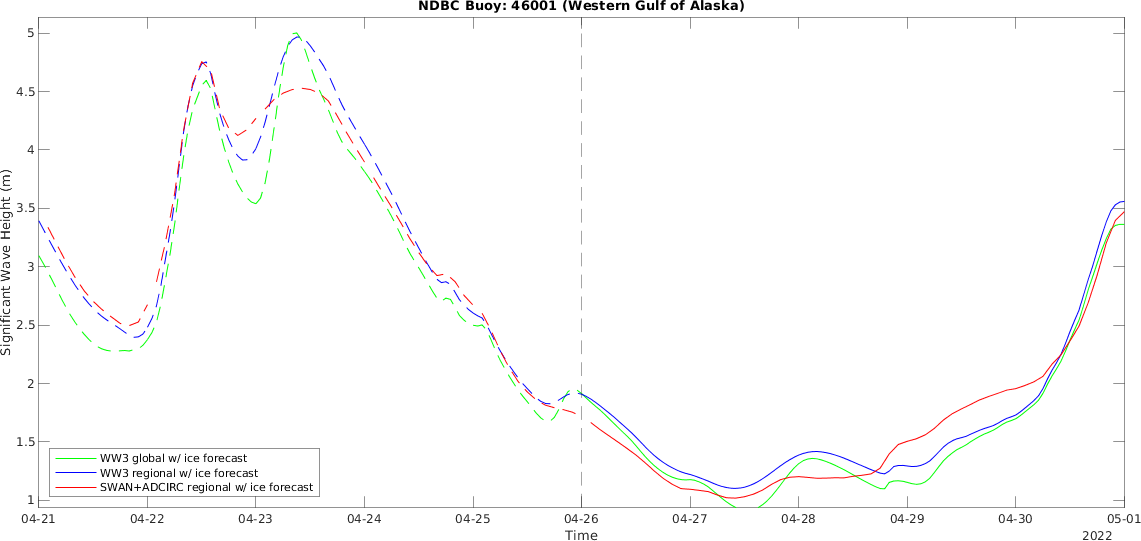 NDBC Buoy: 46001 (Western Gulf of Alaska)
Significant Wave Height (m)
5
4.5
4
3.5
3
2.5
2
1.5
1
WW3 global w/ ice forecast
WW3 regional w/ ice forecast
SWAN+ADCIRC regional w/ ice forecast
04-21 04-22 04-23 04-24 04-25 04-26 04-27 04-28 04-29 04-30 05-01
Time
2022